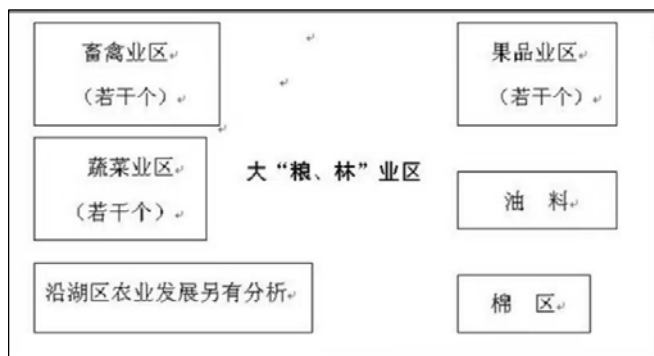 畜禽业区
（若干个）
果品业区
（若干个）
蔬菜业区
（若干个）
大“粮、林”业区
油 料
沿湖区农业发展另有分析
棉 区